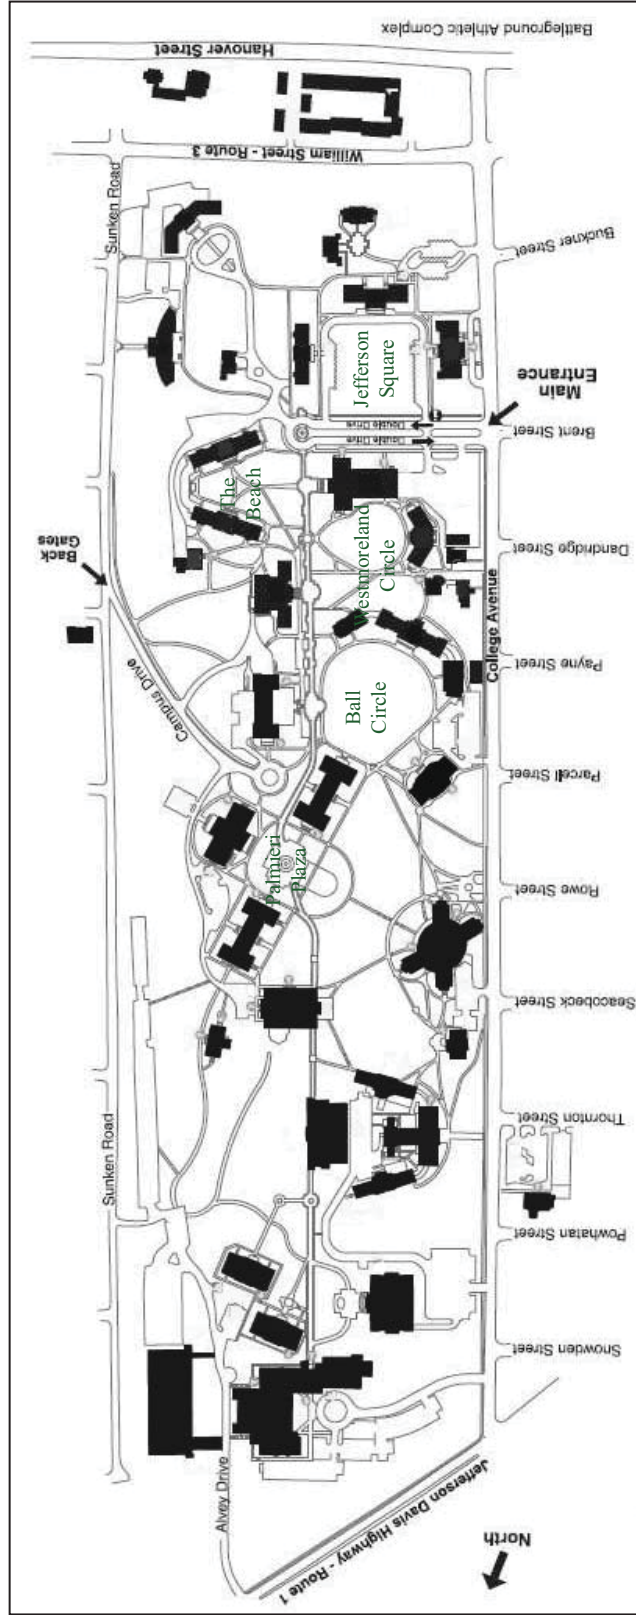 Battleground Athletic Complex
Hanover Street
William Street - Route 3
Sunken Road
Buckner Street
Jefferson
Square
Main
Entrance
Double Drive
Double Drive
Brent Street
The
Beach
Westmoreland
Circle
Dandridge Street
Back
Gates
College Avenue
Payne Street
Campus Drive
Ball
Circle
Parcell Street
Palmieri
Plaza
Rowe Street
Seacobeck Street
Thornton Street
Sunken Road
Powhatan Street
Snowden Street
Alvey Drive
Jefferson Davis Highway - Route 1
North